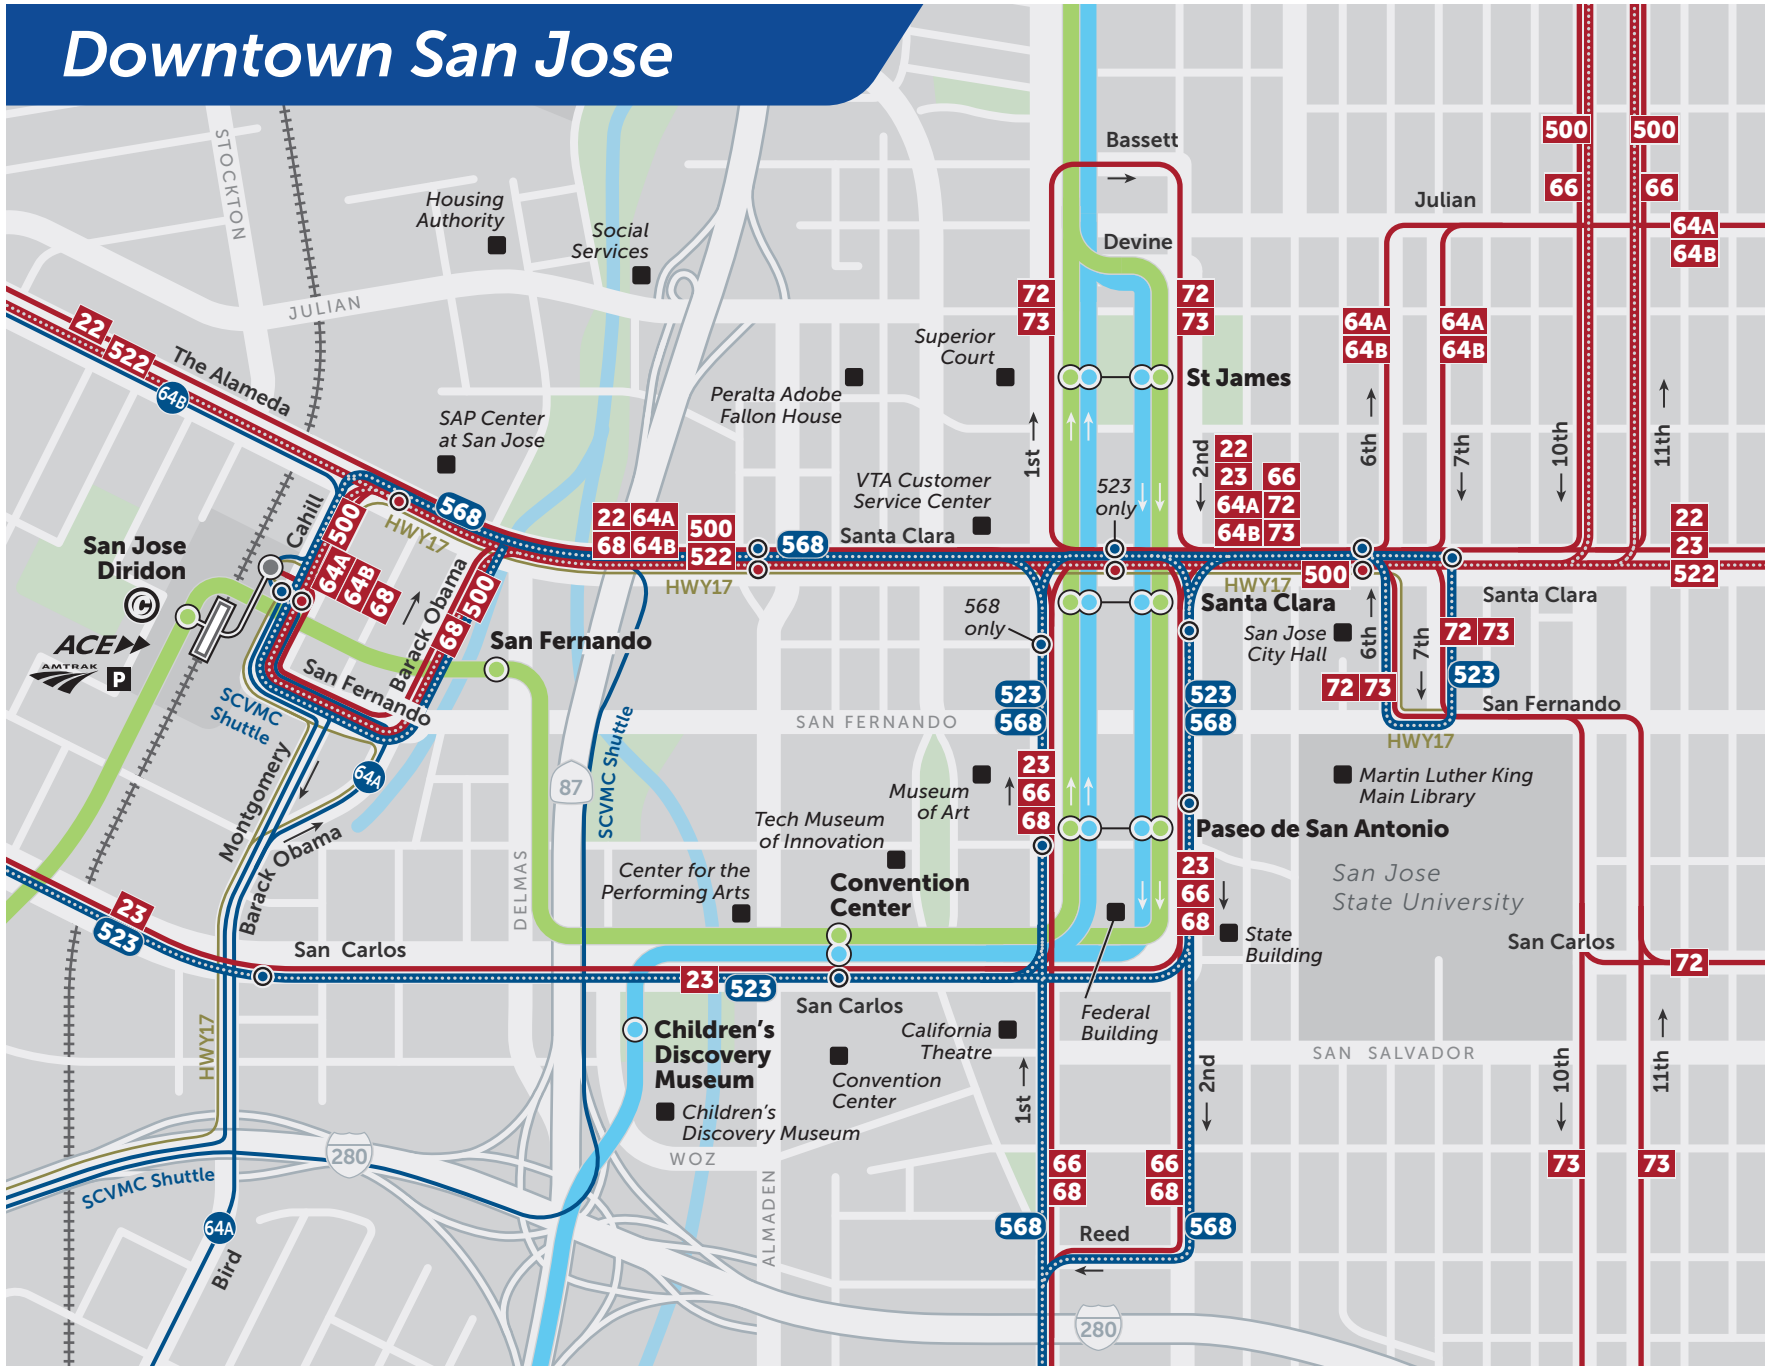 Downtown San Jose
STOCKTON
Housing
Authority
Social
Services
JULIAN
Bassett
Devine
Julian
500
500
66
66
64A
64B
72
73
72
73
64A
64B
64A
64B
22
522
64B
The Alameda
Superior
Court
Peralta Adobe
Fallon House
St James
SAP Center
at San Jose
1st
2nd
6th
7th
10th
11th
22
23
66
64A
72
64B
73
VTA Customer
Service Center
523
only
568
22
64A
68
64B
500
522
568
Santa Clara
22
23
522
Cahill
500
HWY17
HWY17
HWY17
500
San Jose
Diridon
C
ACE
AMTRAK
P
64A
64B
68
Barack Obama
68
500
San Fernando
San Fernando
568
only
Santa Clara
Santa Clara
San Jose
City Hall
6th
7th
72 73
72 73
523
San Fernando
HWY17
SCVMC
Shuttle
523
568
523
568
SAN FERNANDO
Montgomery
64A
87
SCVMC Shuttle
23
66
68
Museum
of Art
Martin Luther King
Main Library
Tech Museum
of Innovation
Paseo de San Antonio
Barack Obama
DELMAS
Center for the
Performing Arts
Convention
Center
23
66
68
San Jose
State University
State
Building
23
523
San Carlos
23
523
San Carlos
San Carlos
72
Federal
Building
HWY17
Children's
Discovery
Museum
California
Theatre
Convention
Center
SAN SALVADOR
Children's
Discovery Museum
1st
2nd
10th
11th
280
WOZ
SCVMC Shuttle
66
68
66
68
73
73
64A
Bird
ALMADEN
568
Reed
568
280